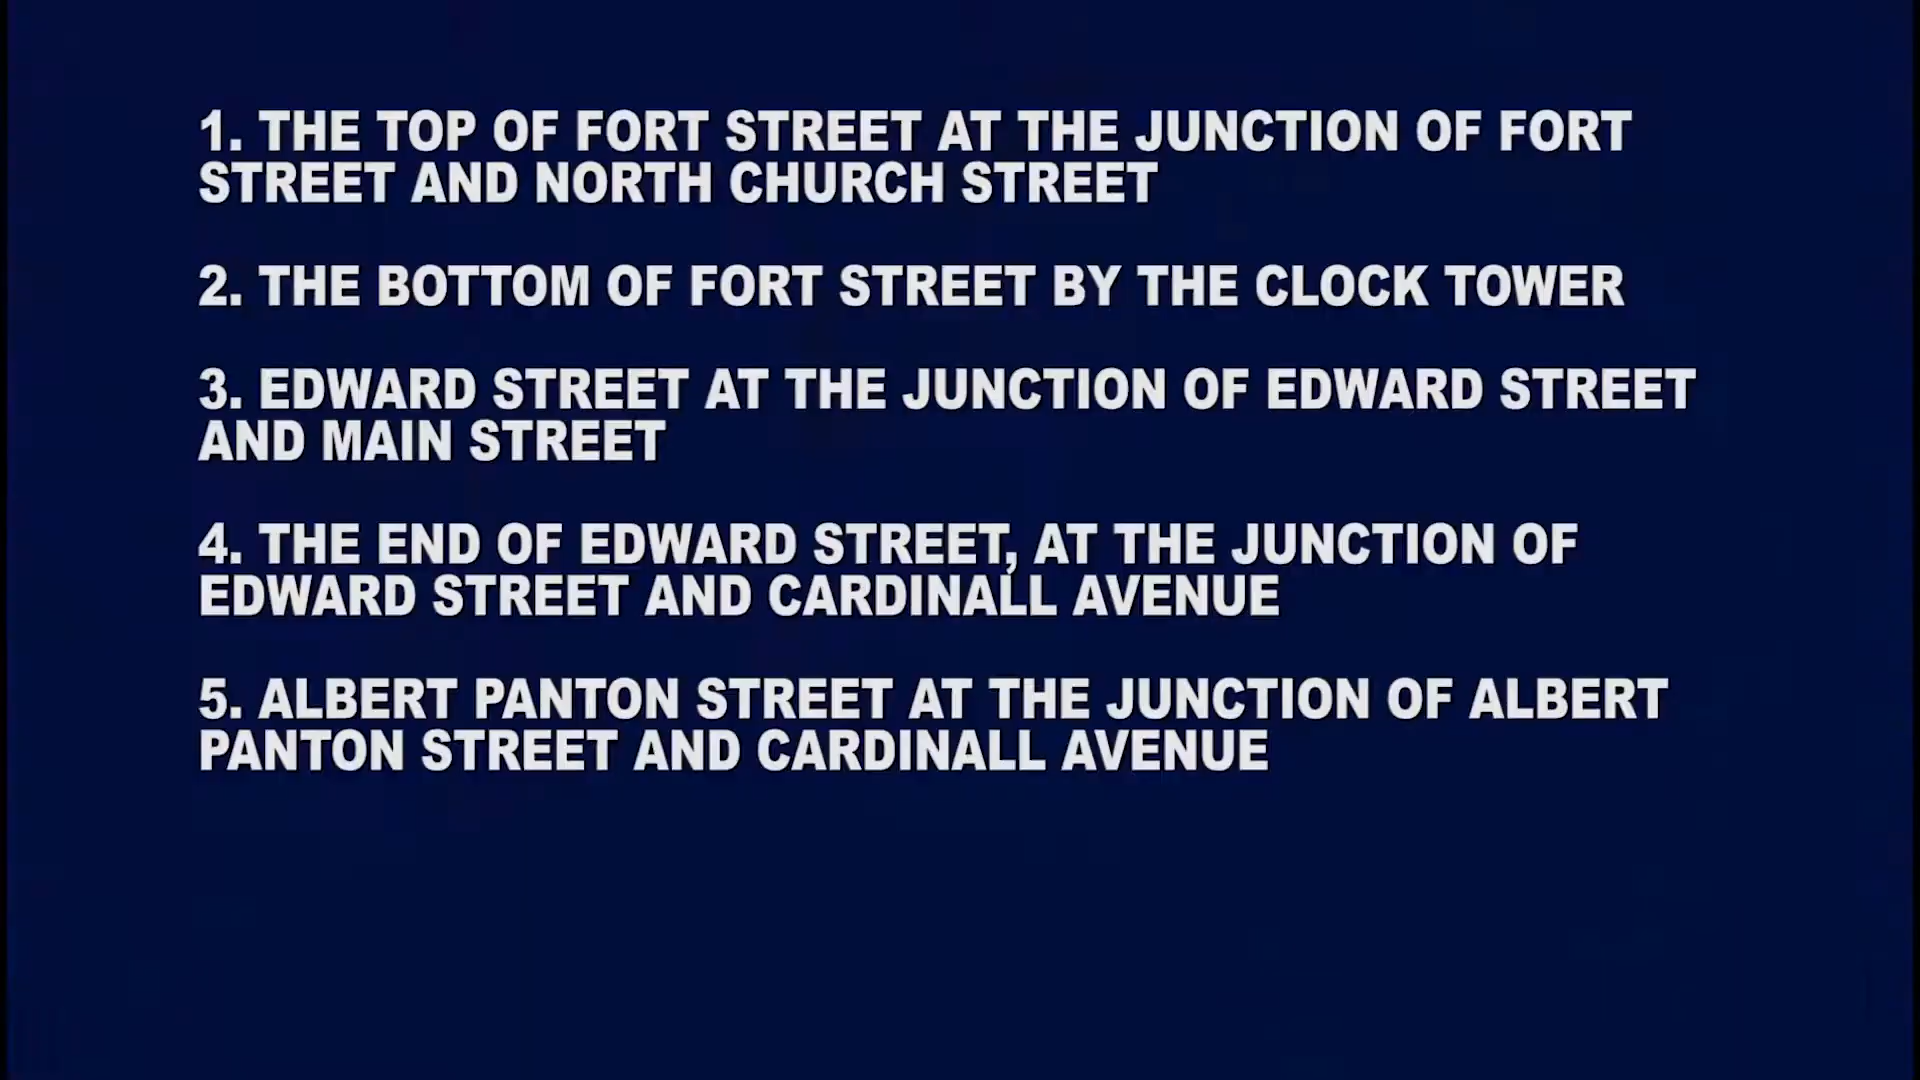 1. THE TOP OF FORT STREET AT THE JUNCTION OF FORT
STREET AND NORTH CHURCH STREET
2. THE BOTTOM OF FORT STREET BY THE CLOCK TOWER
3. EDWARD STREET AT THE JUNCTION OF EDWARD STREET
AND MAIN STREET
4. THE END OF EDWARD STREET, AT THE JUNCTION OF
EDWARD STREET AND CARDINALL AVENUE
5. ALBERT PANTON STREET AT THE JUNCTION OF ALBERT
PANTON STREET AND CARDINALL AVENUE